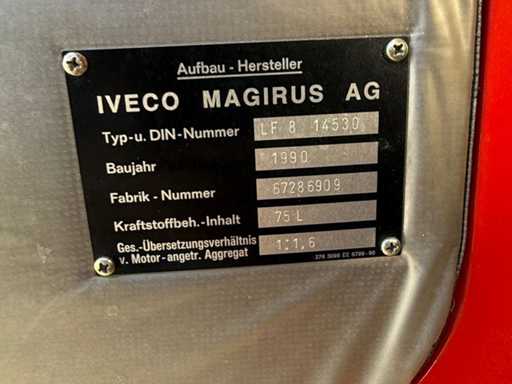 Aufbau - Hersteller
IVECO MAGIRUS AG
Typ-u. DIN-Nummer LF 8 14530
Baujahr 1990
Fabrik - Nummer 67286909
Kraftstoffbeh.-Inhalt 75 L
Ges.-Übersetzungsverhältnis
v. Motor-angetr. Aggregat 1:1,6